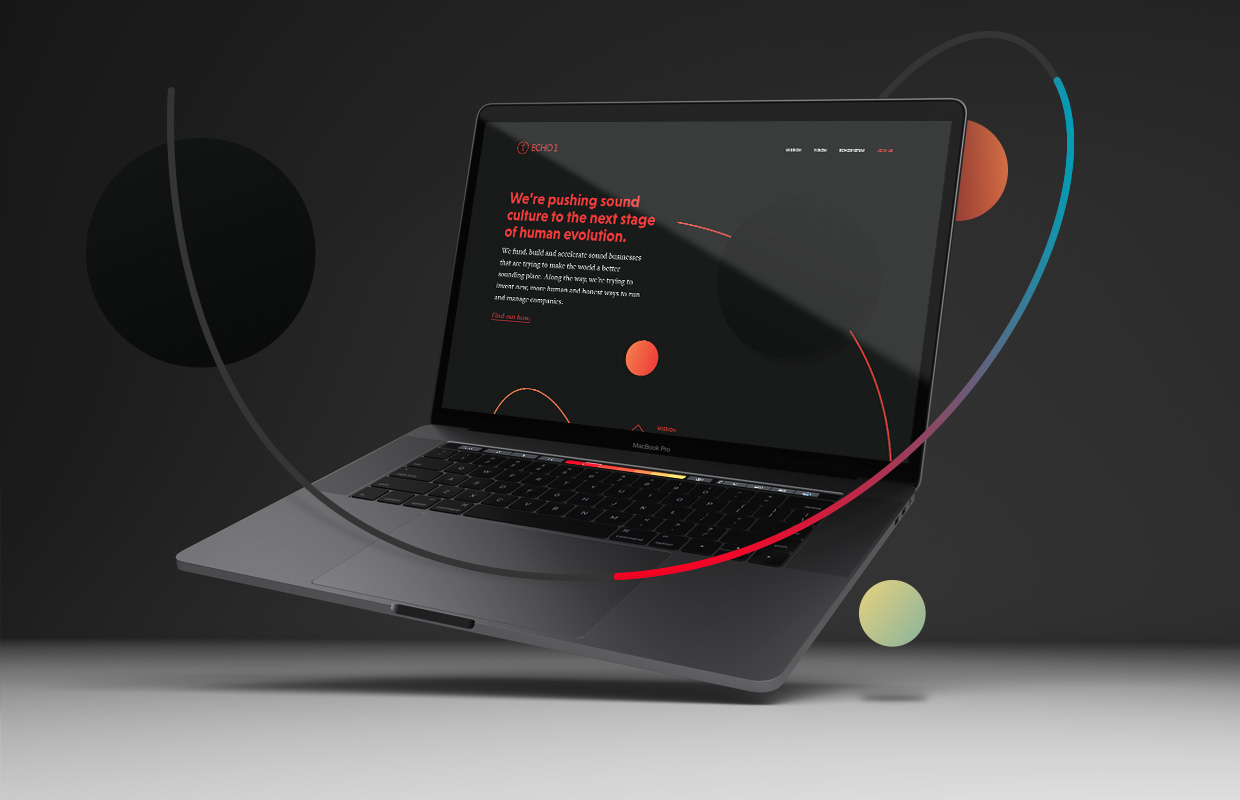 ECHO 1
MISSION VISION ECHOSYSTEM JOIN US
We're pushing sound
culture to the next stage
of human evolution.
We fund, build and accelerate sound businesses
that are trying to make the world a better
sounding place. Along the way, we're trying to
invent new, more human and honest ways to run
and manage companies.
Find out how.
MISSION
MacBook Pro
command
option